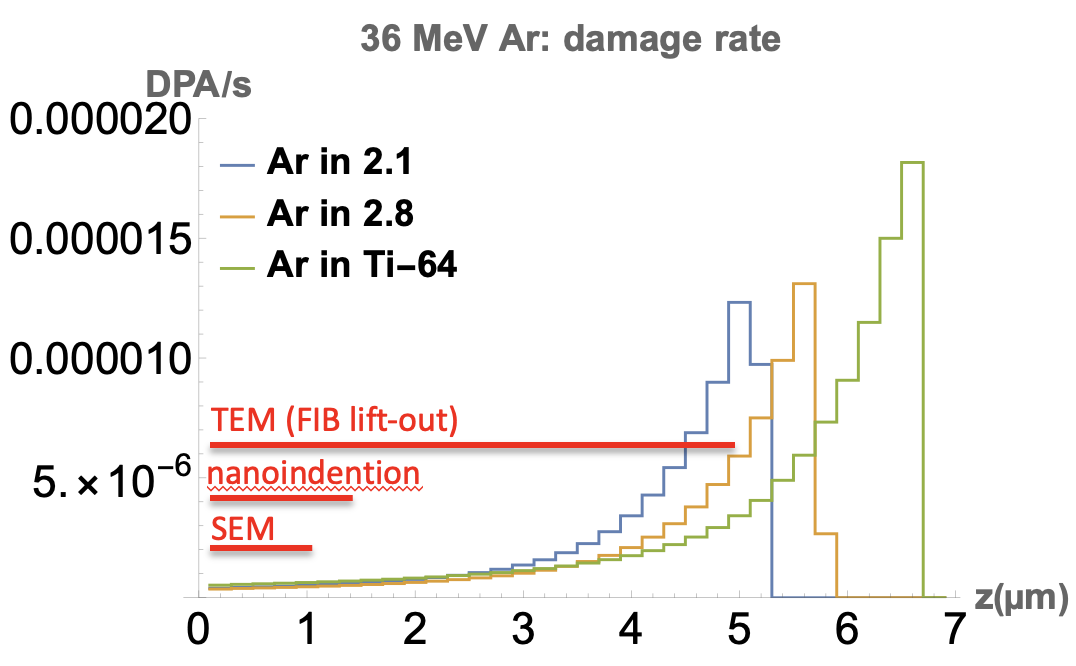 36 MeV Ar: damage rate
DPA/s
0.000020
Ar in 2.1
Ar in 2.8
0.000015
Ar in Ti−64
0.000010
TEM (FIB lift-out)
5.×10⁻⁶
nanoindention
SEM
z(μm)
0 1 2 3 4 5 6 7